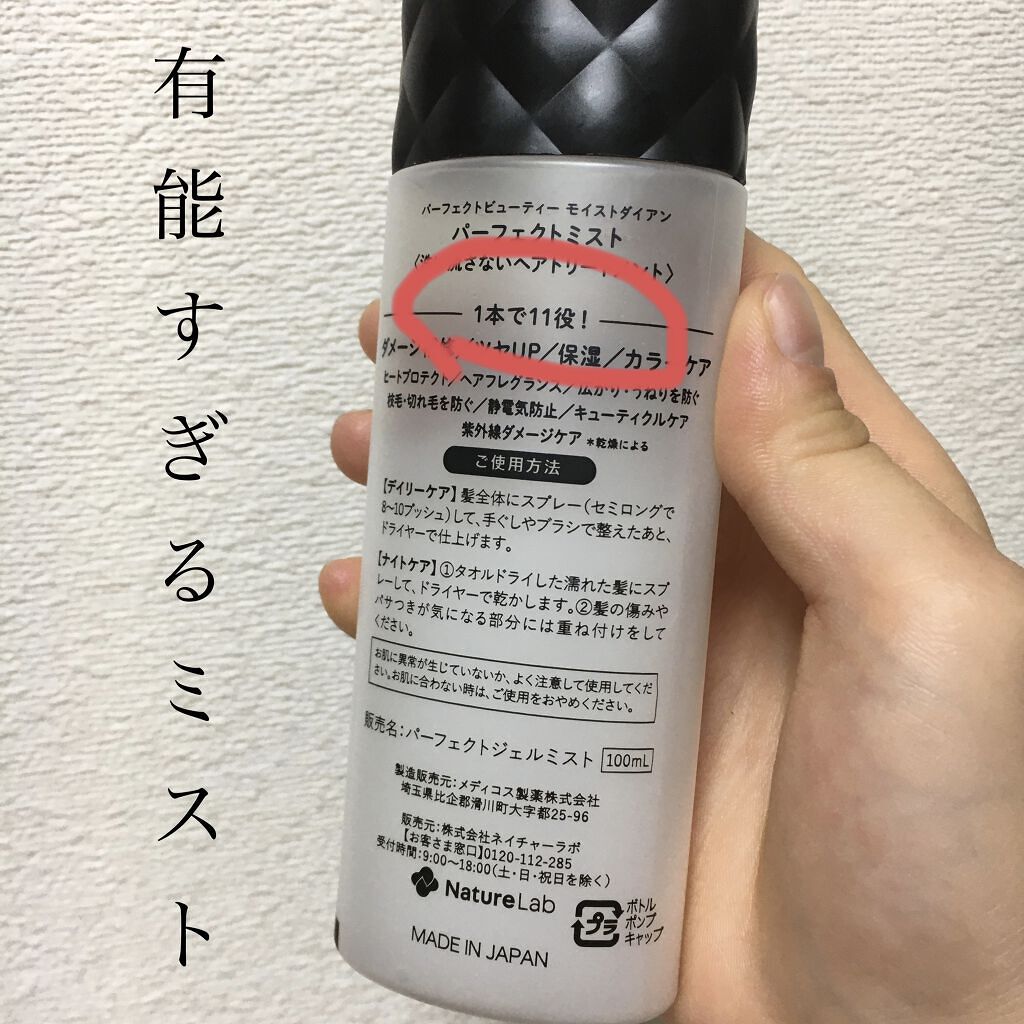 有能すぎるミスト
パーフェクトビューティー モイストダイアン
パーフェクトミスト
流さないヘアトリート
1本で11役!
ツヤUP/保湿/カラーケア
ヒートプロテクト/ヘアフレグランス/広がり・うねりを防ぐ
枝毛・切れ毛を防ぐ/静電気防止/キューティクルケア
紫外線ダメージケア *乾燥による
ご使用方法
【デイリーケア】髪全体にスプレー(セミロングで
8〜10プッシュ)して、手ぐしやブラシで整えたあと、
ドライヤーで仕上げます。
【ナイトケア】①タオルドライした濡れた髪にスプ
レーして、ドライヤーで乾かします。②髪の傷みや
パサつきが気になる部分には重ね付けをして
ください。
お肌に異常が生じていないか、よく注意して使用してくだ
さい。お肌に合わない時は、ご使用をおやめください。
販売名:パーフェクトジェルミスト 100mL
製造販売元:メディコス製薬株式会社
埼玉県比企郡滑川町大字都25-96
販売元:株式会社ネイチャーラボ
【お客さま窓口】0120-112-285
受付時間:9:00〜18:00(土・日・祝日を除く)
NatureLab
プラ
ボトル
ポンプ
キャップ
MADE IN JAPAN